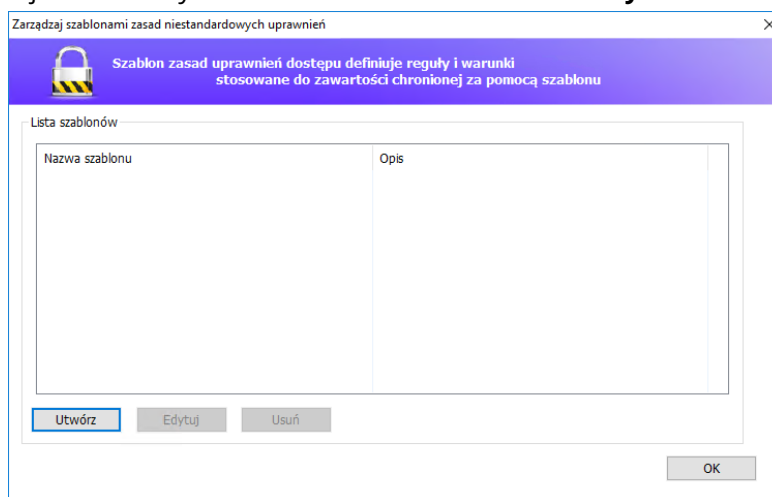 Zarządzaj szablonami zasad niestandardowych uprawnień
Szablon zasad uprawnień dostępu definiuje reguły i warunki
stosowane do zawartości chronionej za pomocą szablonu
Lista szablonów
Nazwa szablonu Opis
Utwórz Edytuj Usuń
OK